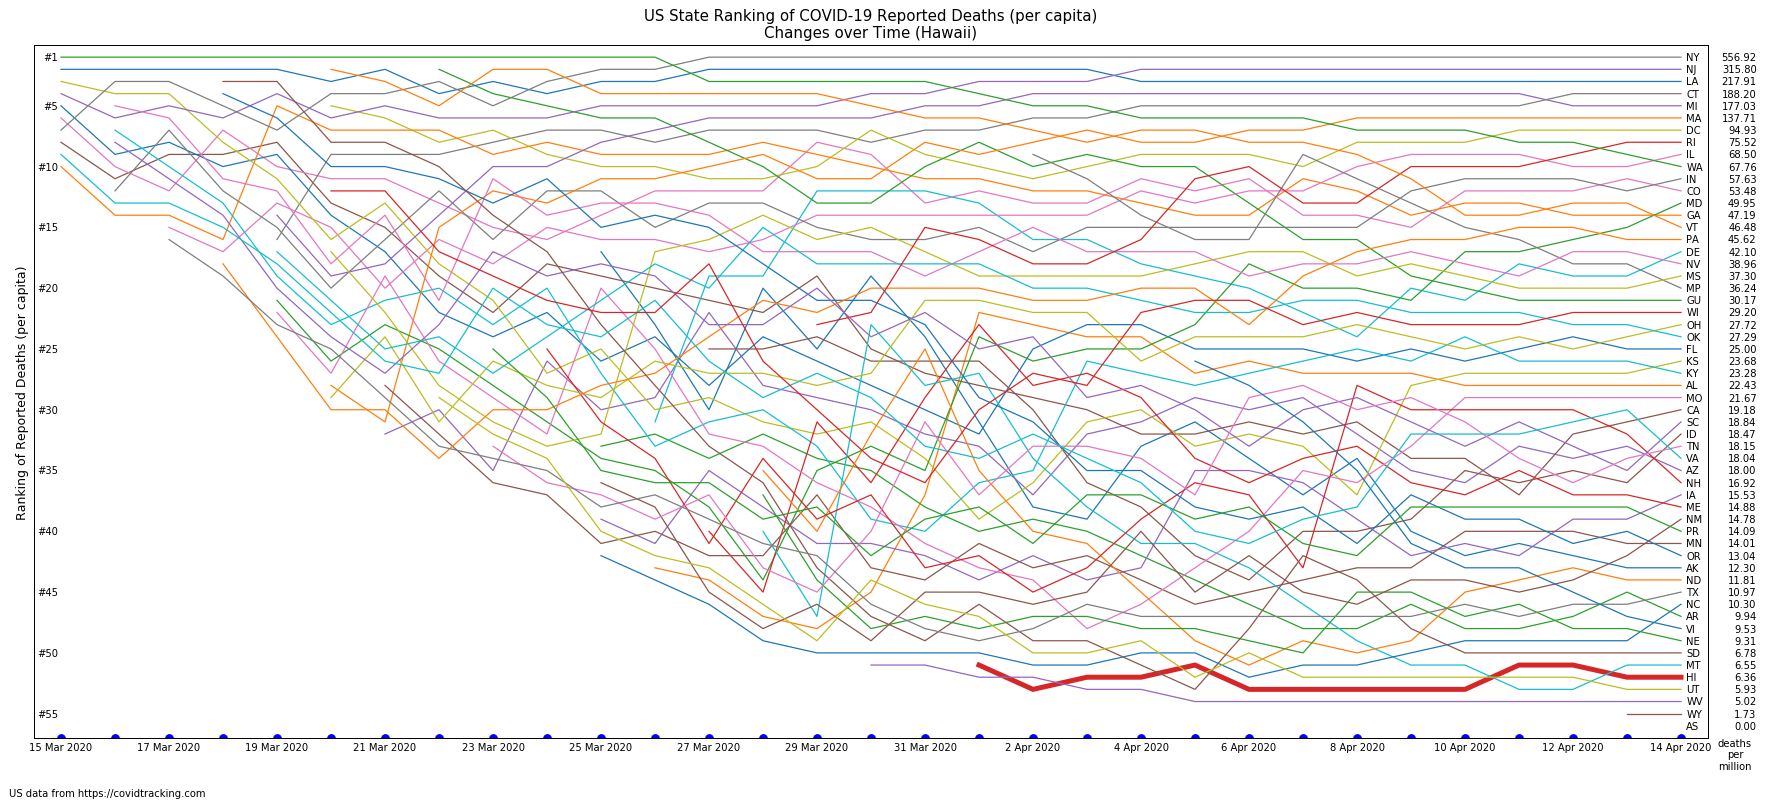 US State Ranking of COVID-19 Reported Deaths (per capita)
Changes over Time (Hawaii)
Ranking of Reported Deaths (per capita)
#1
#5
#10
#15
#20
#25
#30
#35
#40
#45
#50
#55
NY 556.92
NJ 315.80
LA 217.91
CT 188.20
MI 177.03
MA 137.71
DC 94.93
RI 75.52
IL 68.50
WA 67.76
IN 57.63
CO 53.48
MD 49.95
GA 47.19
VT 46.48
PA 45.62
DE 42.10
NV 38.96
MS 37.30
MP 36.24
GU 30.17
WI 29.20
OH 27.72
OK 27.29
FL 25.00
KS 23.68
KY 23.28
AL 22.43
MO 21.67
CA 19.18
SC 18.84
ID 18.47
TN 18.15
VA 18.04
AZ 18.00
NH 16.92
IA 15.53
ME 14.88
NM 14.78
PR 14.09
MN 14.01
OR 13.04
AK 12.30
ND 11.81
TX 10.97
NC 10.30
AR 9.94
VI 9.53
NE 9.31
SD 6.78
MT 6.55
HI 6.36
UT 5.93
WV 5.02
WY 1.73
AS 0.00
15 Mar 2020 17 Mar 2020 19 Mar 2020 21 Mar 2020 23 Mar 2020 25 Mar 2020 27 Mar 2020 29 Mar 2020 31 Mar 2020 2 Apr 2020 4 Apr 2020 6 Apr 2020 8 Apr 2020 10 Apr 2020 12 Apr 2020 14 Apr 2020
deaths
per
million
US data from https://covidtracking.com